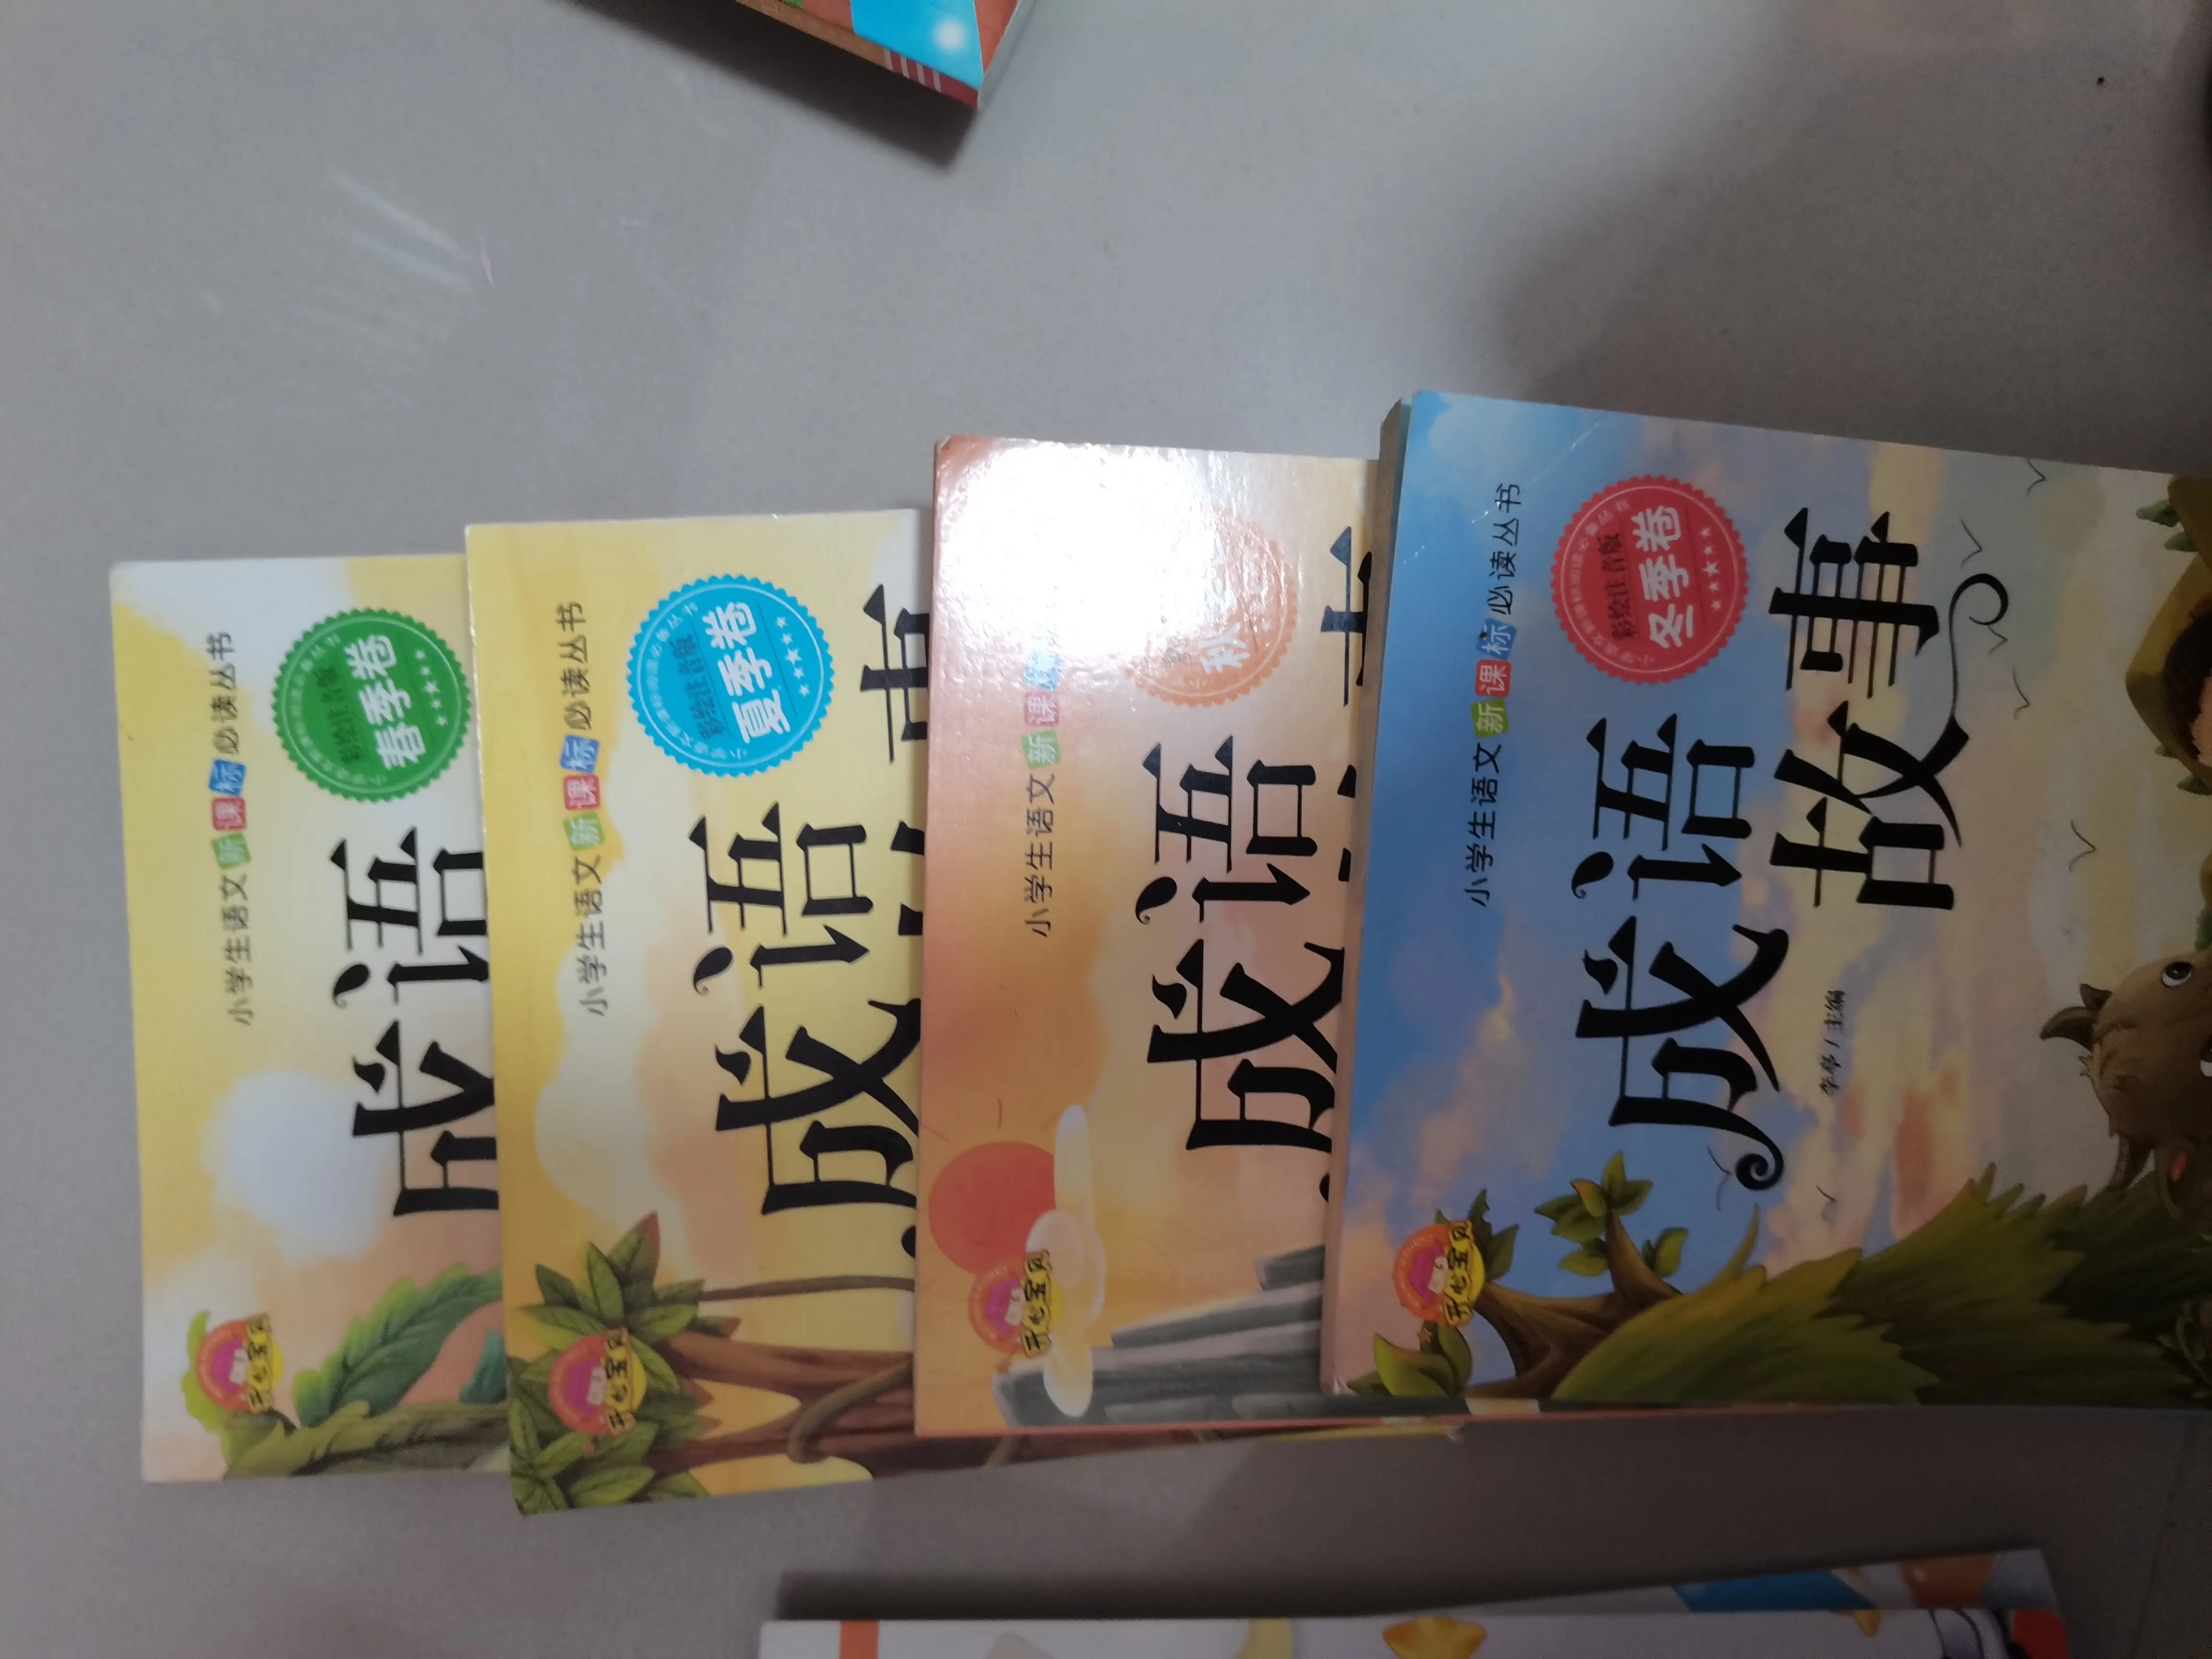 小学生语文新课标必读丛书
彩绘注音版
春季卷
成语
开心宝贝
小学生语文新课标必读丛书
彩绘注音版
夏季卷
成语
开心宝贝
小学生语文新课标
秋
成语
开心宝贝
小学生语文新课标必读丛书
彩绘注音版
冬季卷
成语
故事
李亭/主编
开心宝贝